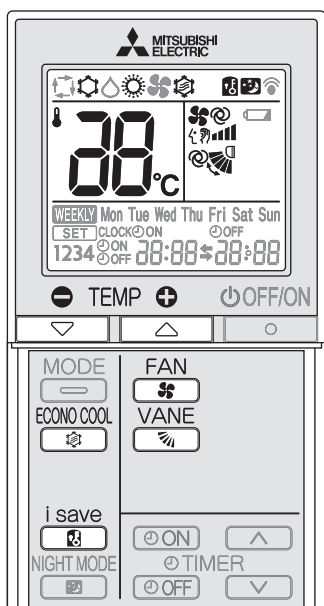 MITSUBISHI
ELECTRIC
88°C
WEEKLY Mon Tue Wed Thu Fri Sat Sun
SET CLOCK ON OFF
1234 ON OFF 88:88 88:88
TEMP OFF/ON
MODE FAN
ECONO COOL VANE
i save
ON
NIGHT MODE TIMER
OFF